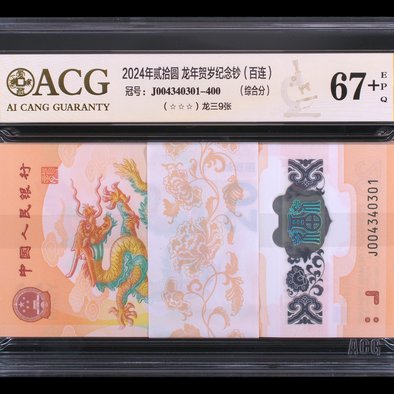 ACG
AI CANG GUARANTY
2024年贰拾圆 龙年贺岁纪念钞（百连）
冠号：J004340301-400 （综合分）
（☆☆☆）龙三9张
67+
EPQ
中国人民银行
J004340301
ACG